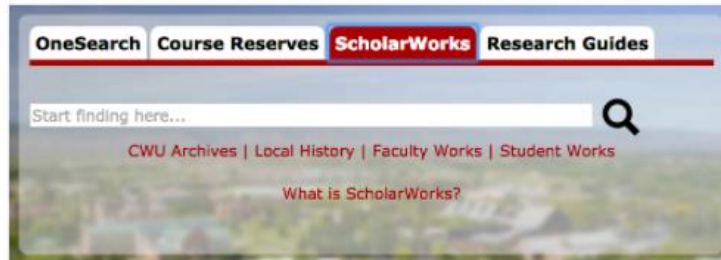 OneSearch Course Reserves ScholarWorks Research Guides
Start finding here...
CWU Archives | Local History | Faculty Works | Student Works
What is ScholarWorks?